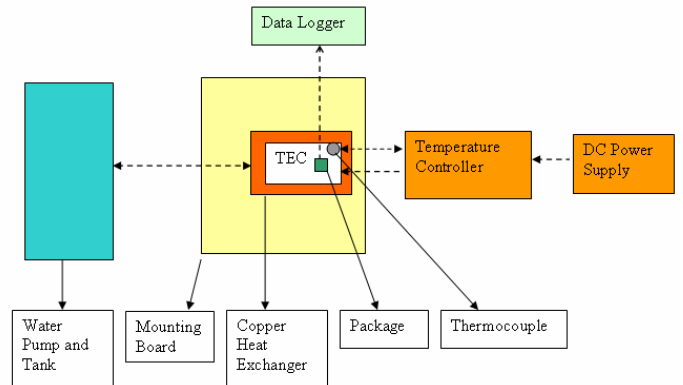 Data Logger
TEC
Temperature
Controller
DC Power
Supply
Water
Pump and
Tank
Mounting
Board
Copper
Heat
Exchanger
Package
Thermocouple